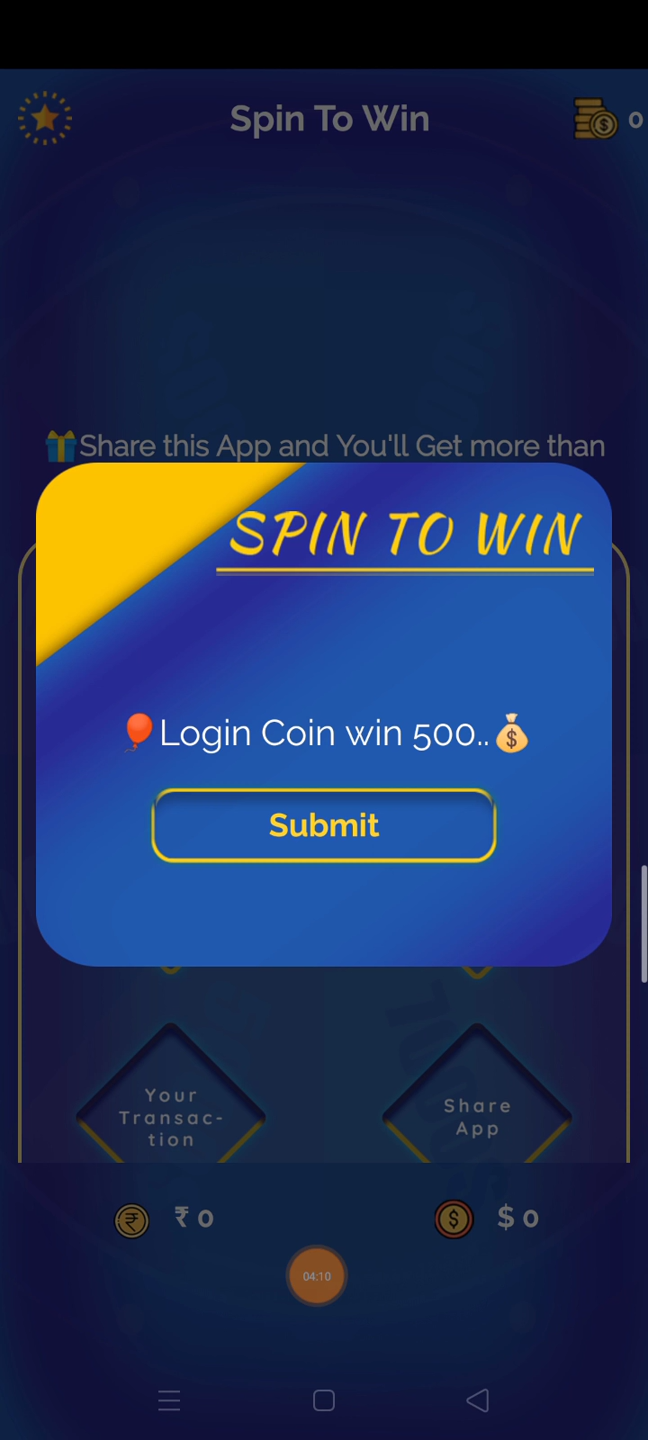 Spin To Win
0
🎁Share this App and You'll Get more than
SPIN TO WIN
🎈Login Coin win 500..💰
Submit
Your
Transac-
tion
Share
App
₹ 0
$ 0
04:10